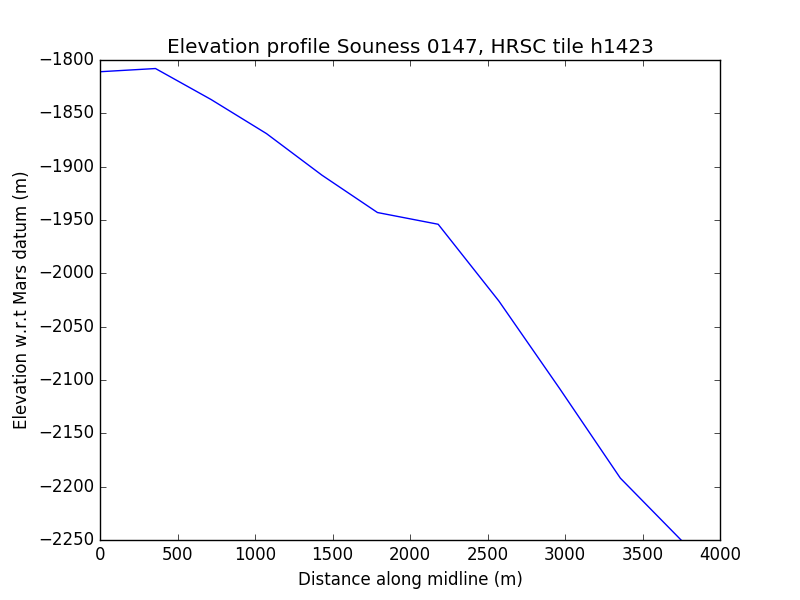 Elevation profile Souness 0147, HRSC tile h1423
−1800
−1850
−1900
−1950
−2000
−2050
−2100
−2150
−2200
−2250
Elevation w.r.t Mars datum (m)
0 500 1000 1500 2000 2500 3000 3500 4000
Distance along midline (m)